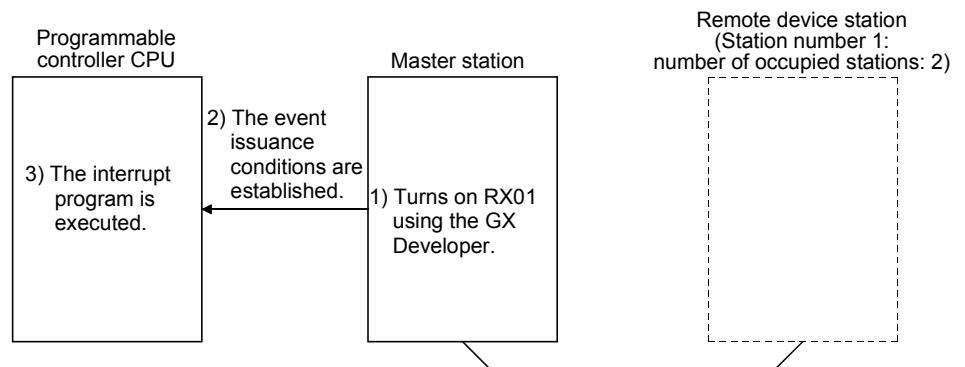 Programmable
controller CPU
Master station
Remote device station
(Station number 1:
number of occupied stations: 2)
2) The event
issuance
conditions are
established.
3) The interrupt
program is
executed.
1) Turns on RX01
using the GX
Developer.